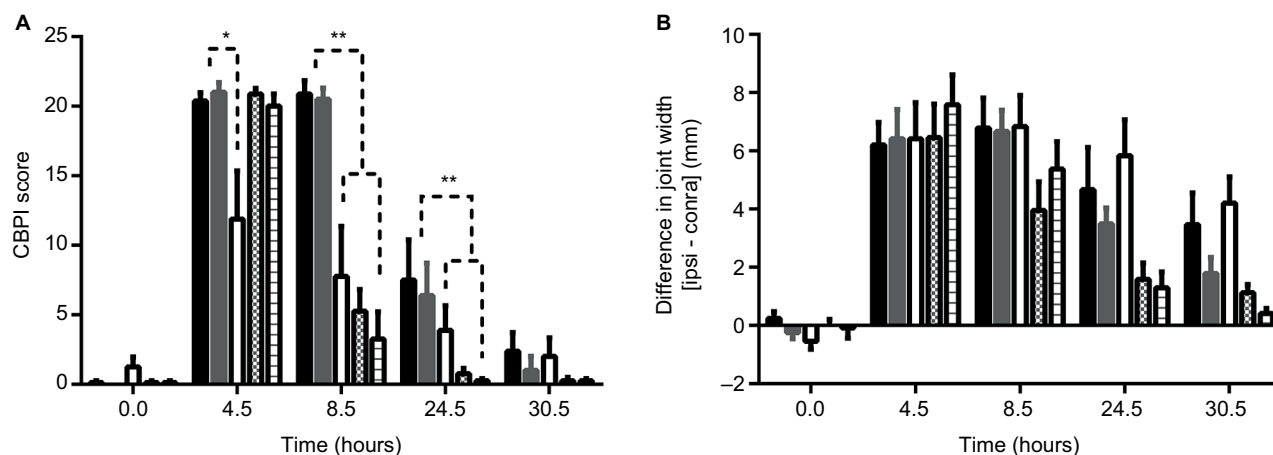 A
25
20
15
10
5
0
CBPI score
*
**
**
0.0 4.5 8.5 24.5 30.5
Time (hours)
B
10
8
6
4
2
0
–2
Difference in joint width
[ipsi - conra] (mm)
0.0 4.5 8.5 24.5 30.5
Time (hours)